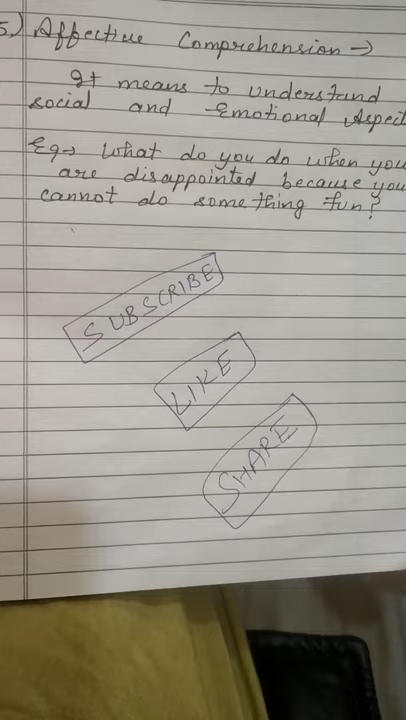 5.) Affective Comprehension →
It means to understand
social and Emotional Aspect
Eg→ What do you do when you
are disappointed because you
cannot do something fun?
SUBSCRIBE
LIKE
SHARE